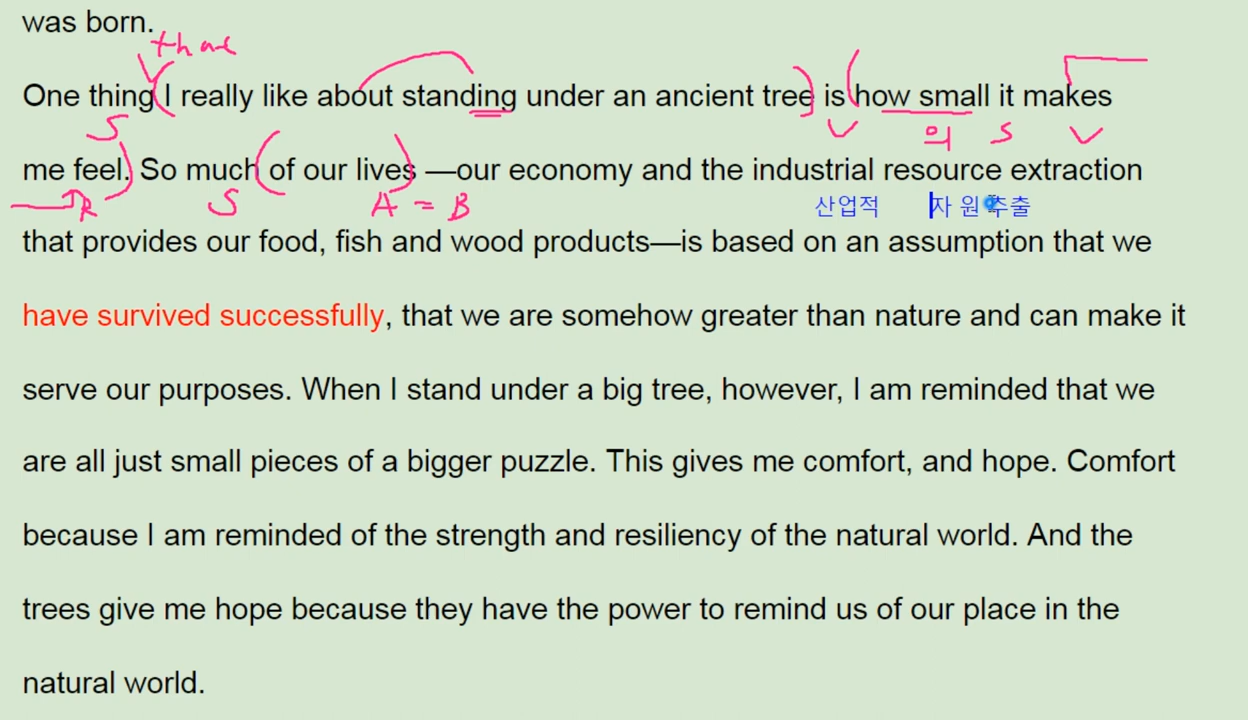 was born.
that
One thing I really like about standing under an ancient tree is how small it makes
S V 의 S V
me feel. So much of our lives —our economy and the industrial resource extraction
R S A = B 산업적 자 원 추출
that provides our food, fish and wood products—is based on an assumption that we
have survived successfully, that we are somehow greater than nature and can make it
serve our purposes. When I stand under a big tree, however, I am reminded that we
are all just small pieces of a bigger puzzle. This gives me comfort, and hope. Comfort
because I am reminded of the strength and resiliency of the natural world. And the
trees give me hope because they have the power to remind us of our place in the
natural world.